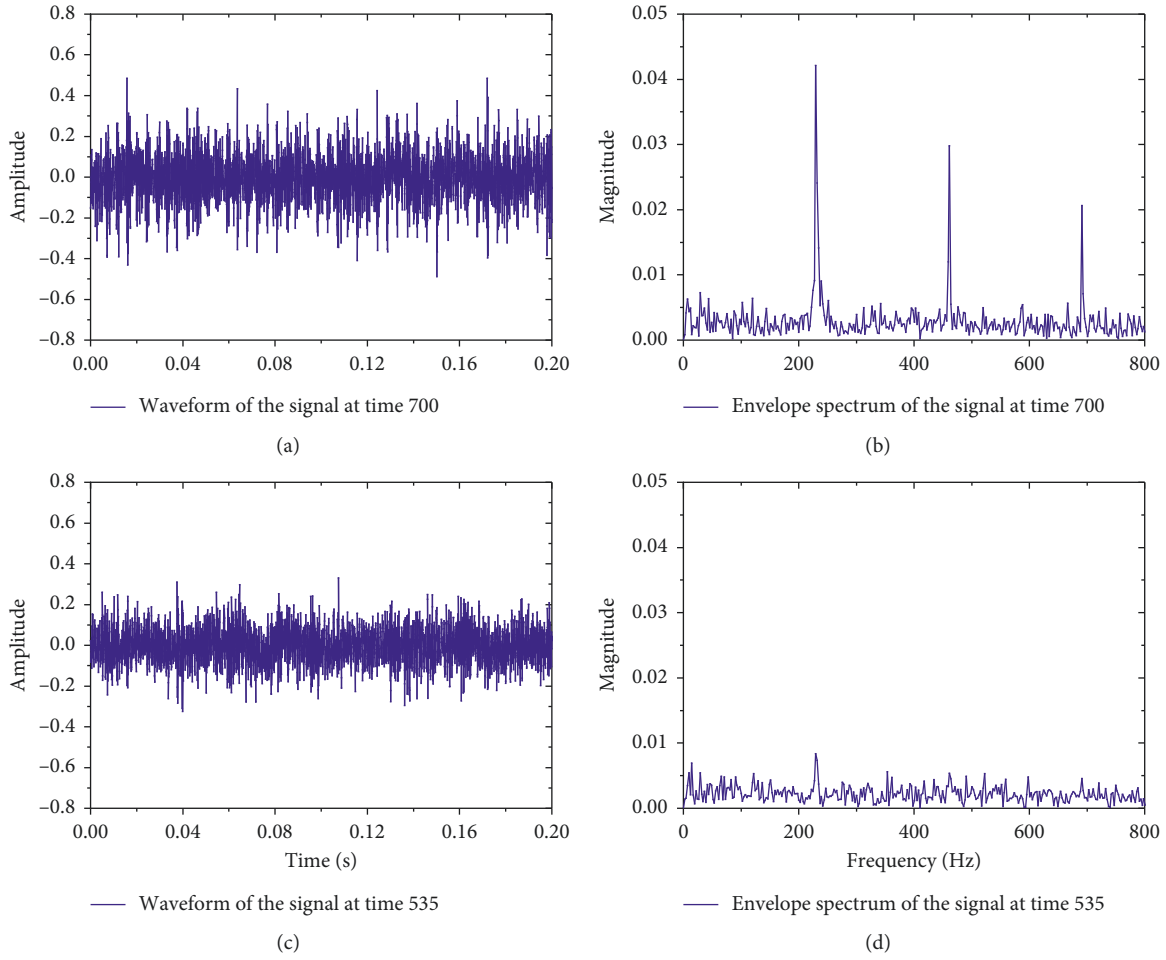 0.8
0.6
0.4
0.2
0.0
–0.2
–0.4
–0.6
–0.8
Amplitude
0.00 0.04 0.08 0.12 0.16 0.20
Waveform of the signal at time 700
(a)
0.05
0.04
0.03
0.02
0.01
0.00
Magnitude
0 200 400 600 800
Envelope spectrum of the signal at time 700
(b)
0.8
0.6
0.4
0.2
0.0
–0.2
–0.4
–0.6
–0.8
Amplitude
0.00 0.04 0.08 0.12 0.16 0.20
Time (s)
Waveform of the signal at time 535
(c)
0.05
0.04
0.03
0.02
0.01
0.00
Magnitude
0 200 400 600 800
Frequency (Hz)
Envelope spectrum of the signal at time 535
(d)